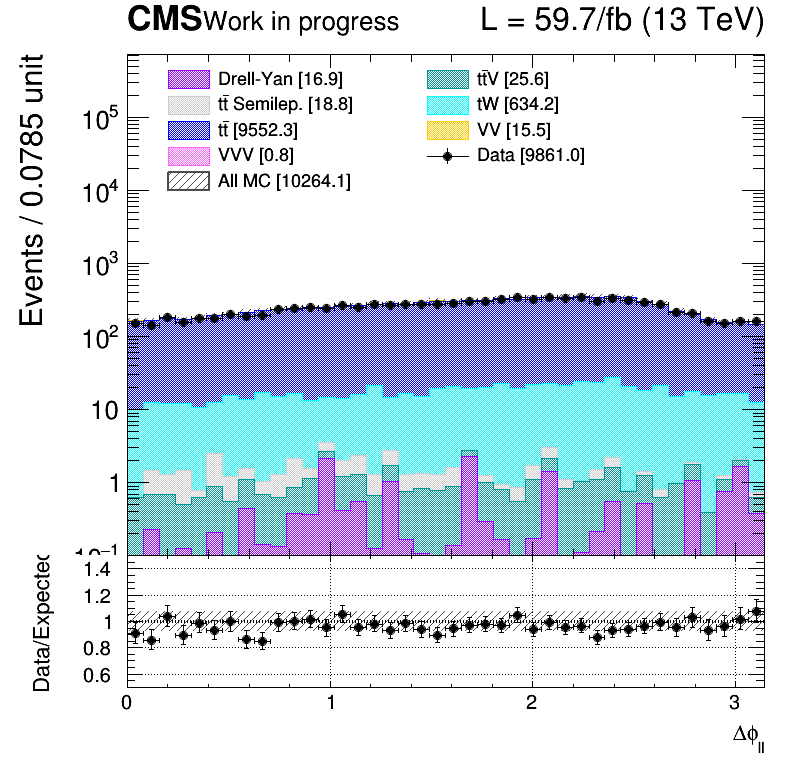 CMS Work in progress L = 59.7/fb (13 TeV)
Events / 0.0785 unit
Drell-Yan [16.9]
tt̄ Semilep. [18.8]
tt̄ [9552.3]
VVV [0.8]
All MC [10264.1]
tt̄V [25.6]
tW [634.2]
VV [15.5]
Data [9861.0]
10⁵
10⁴
10³
10²
10
1
10⁻¹
Data/Expected
1.4
1.2
1
0.8
0.6
0 1 2 3
Δϕ_ll